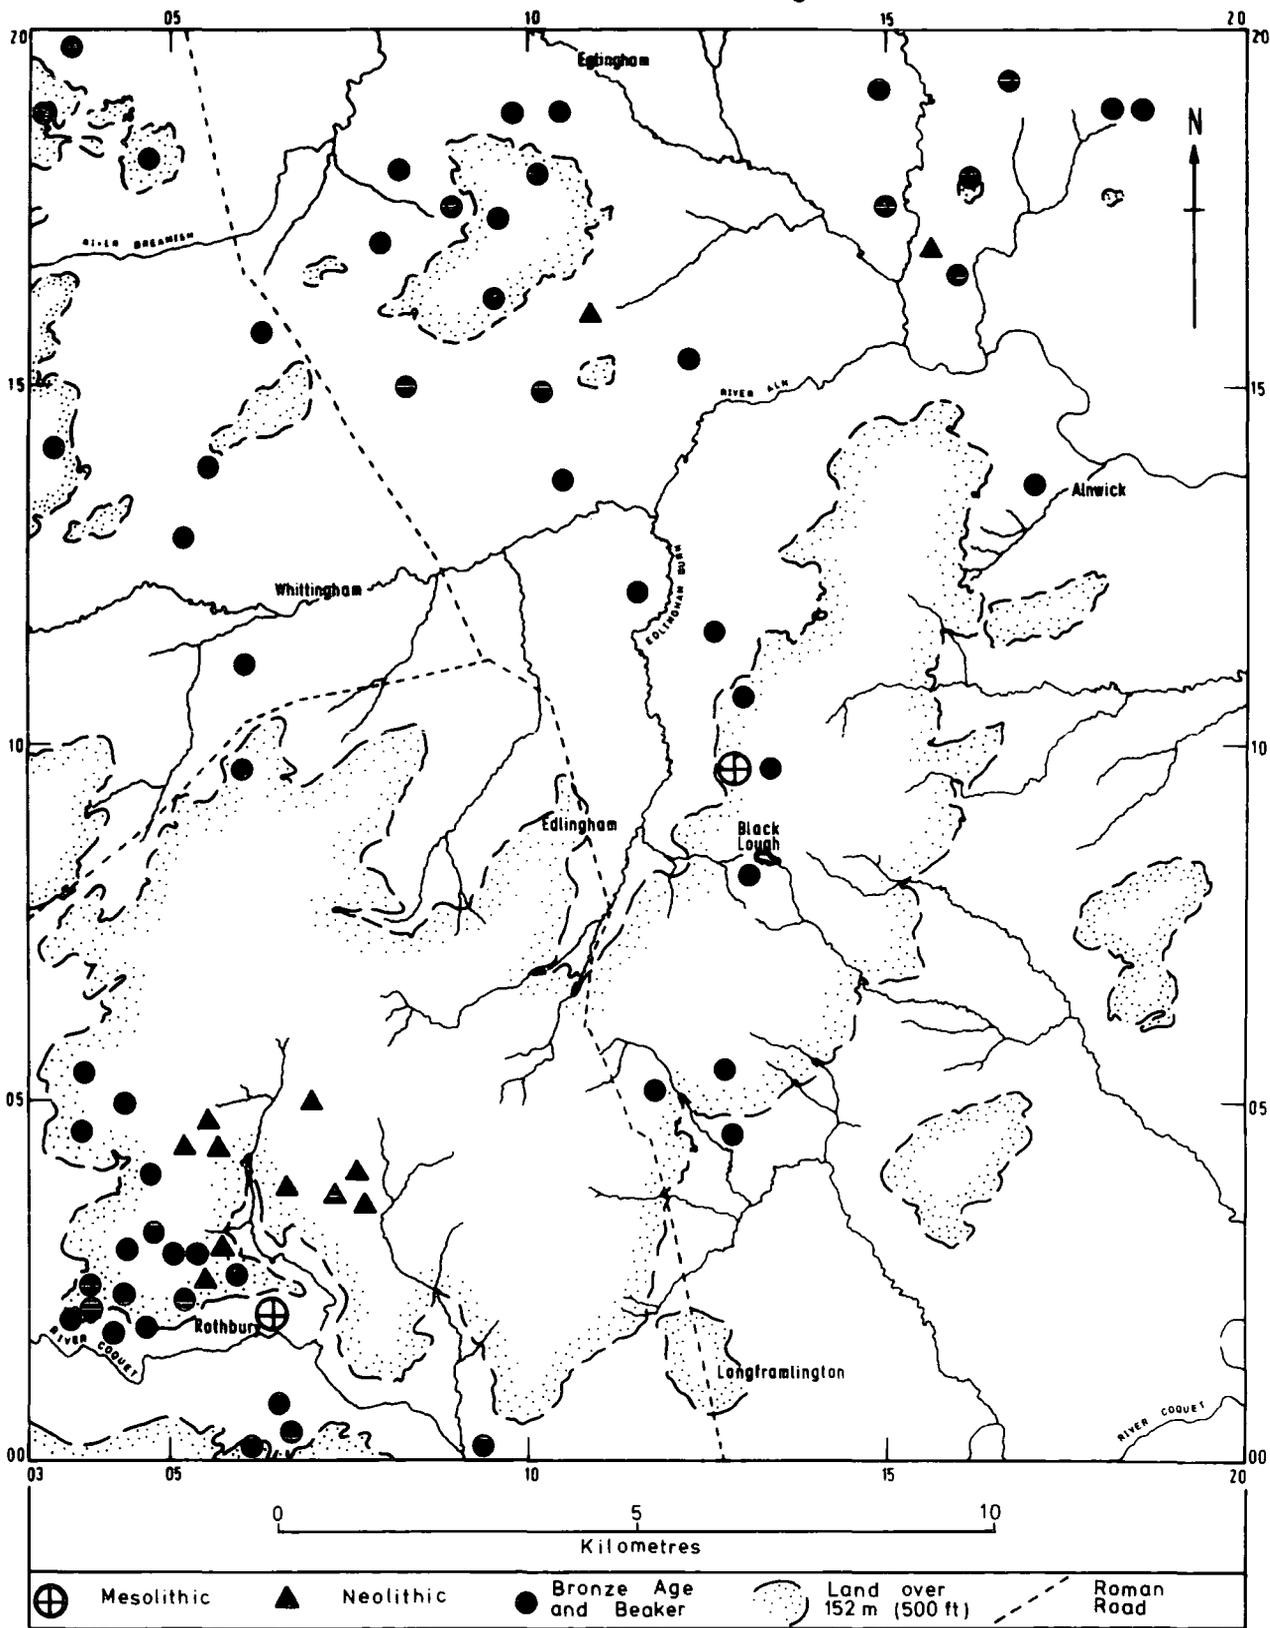 05 10 15 20
20 20
Eglingham
N
RIVER BREAMISH
15 15
RIVER ALN
Alnwick
EDLINGHAM BURN
Whittingham
10 10
Edlingham
Black
Lough
05 05
Rothbury
RIVER COQUET
Longframlington
RIVER COQUET
00 00
03 05 10 15 20
0 5 10
Kilometres
Mesolithic
Neolithic
Bronze Age
and Beaker
Land over
152 m (500 ft)
Roman
Road